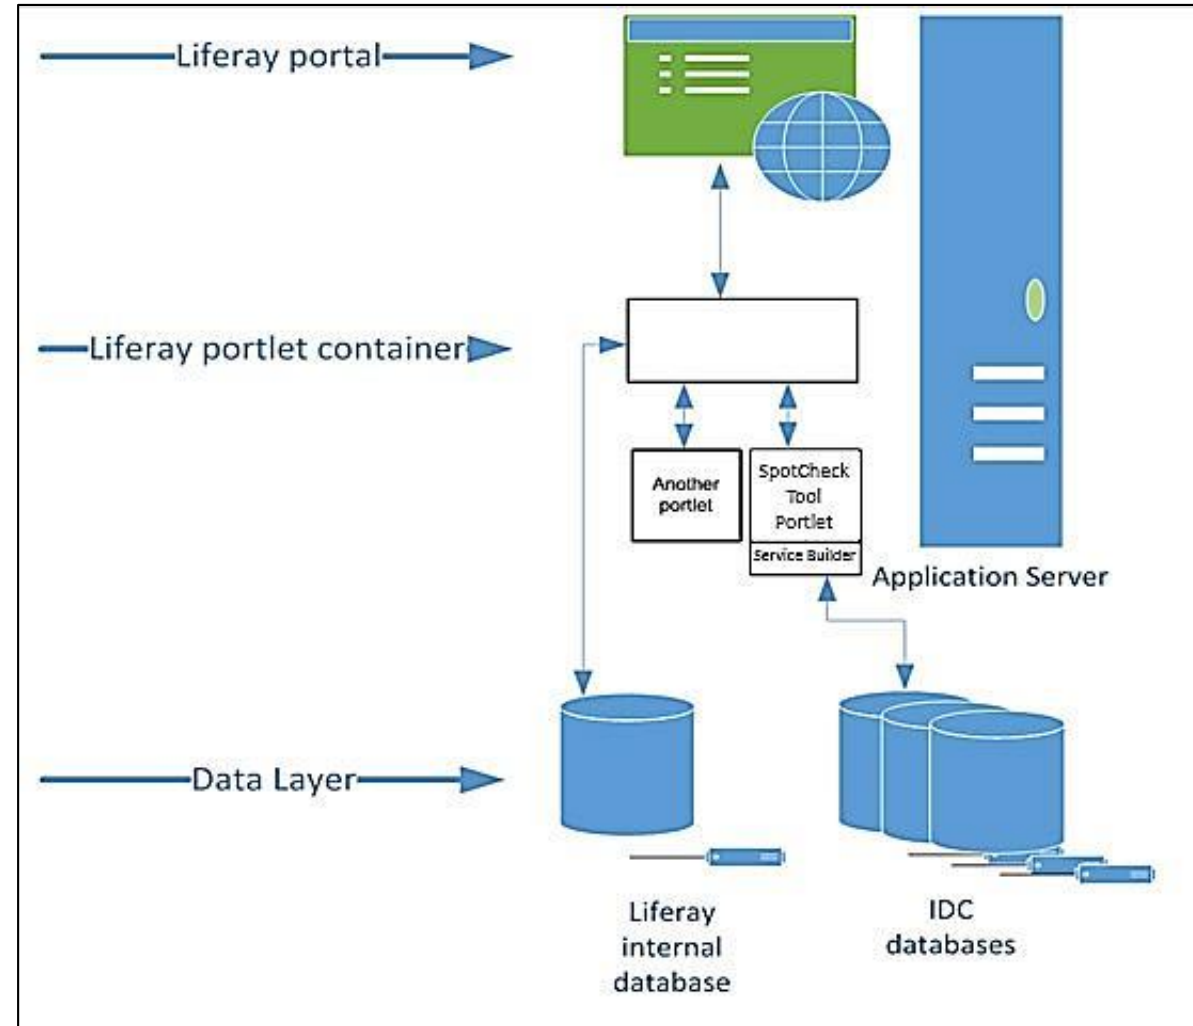 Liferay portal
Liferay portlet container
Another
portlet
SpotCheck
Tool
Portlet
Service Builder
Application Server
Data Layer
Liferay
internal
database
IDC
databases